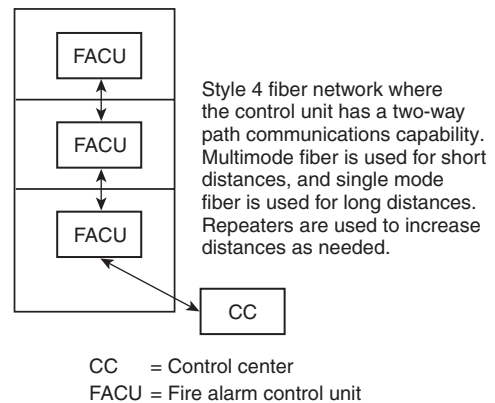 FACU
FACU
FACU
CC
Style 4 fiber network where
the control unit has a two-way
path communications capability.
Multimode fiber is used for short
distances, and single mode
fiber is used for long distances.
Repeaters are used to increase
distances as needed.
CC = Control center
FACU = Fire alarm control unit